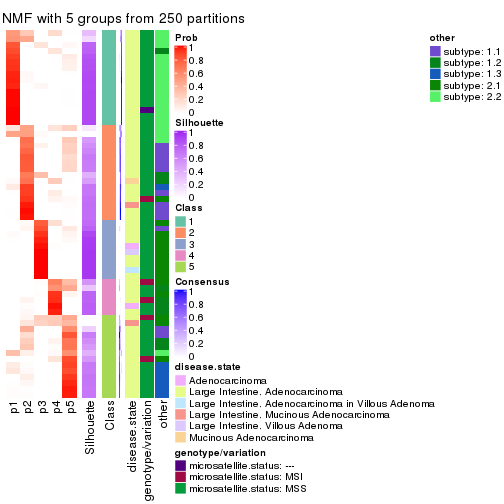 NMF with 5 groups from 250 partitions
p1
p2
p3
p4
p5
Silhouette
Class
disease.state
genotype/variation
other
Prob
1
0.8
0.6
0.4
0.2
0
Silhouette
1
0.8
0.6
0.4
0.2
0
Class
1
2
3
4
5
Consensus
1
0.8
0.6
0.4
0.2
0
disease.state
Adenocarcinoma
Large Intestine. Adenocarcinoma
Large Intestine. Adenocarcinoma in Villous Adenoma
Large Intestine. Mucinous Adenocarcinoma
Large Intestine. Villous Adenoma
Mucinous Adenocarcinoma
genotype/variation
microsatellite.status: ---
microsatellite.status: MSI
microsatellite.status: MSS
other
subtype: 1.1
subtype: 1.2
subtype: 1.3
subtype: 2.1
subtype: 2.2